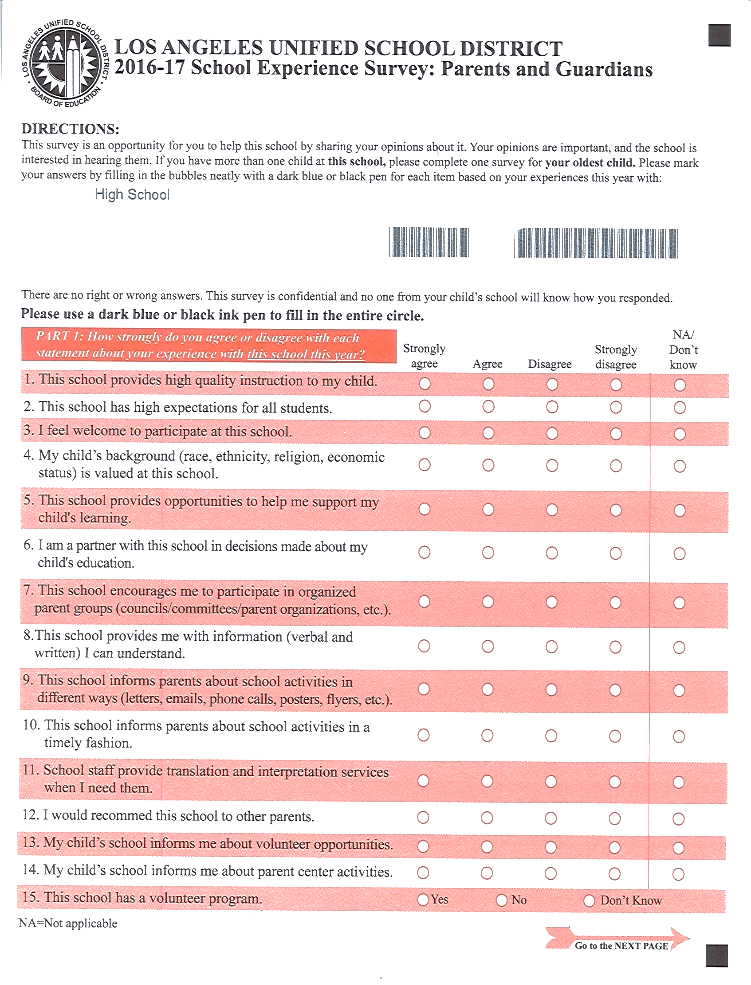 LOS ANGELES UNIFIED SCHOOL DISTRICT
BOARD OF EDUCATION
LOS ANGELES UNIFIED SCHOOL DISTRICT
2016-17 School Experience Survey: Parents and Guardians
DIRECTIONS:
This survey is an opportunity for you to help this school by sharing your opinions about it. Your opinions are important, and the school is
interested in hearing them. If you have more than one child at this school, please complete one survey for your oldest child. Please mark
your answers by filling in the bubbles neatly with a dark blue or black pen for each item based on your experiences this year with:
High School
There are no right or wrong answers. This survey is confidential and no one from your child's school will know how you responded.
Please use a dark blue or black ink pen to fill in the entire circle.
PART 1: How strongly do you agree or disagree with each
statement about your experience with this school this year?
Strongly
agree
Agree
Disagree
Strongly
disagree
NA/
Don't
know
1. This school provides high quality instruction to my child.
2. This school has high expectations for all students.
3. I feel welcome to participate at this school.
4. My child's background (race, ethnicity, religion, economic
status) is valued at this school.
5. This school provides opportunities to help me support my
child's learning.
6. I am a partner with this school in decisions made about my
child's education.
7. This school encourages me to participate in organized
parent groups (councils/committees/parent organizations, etc.).
8.This school provides me with information (verbal and
written) I can understand.
9. This school informs parents about school activities in
different ways (letters, emails, phone calls, posters, flyers, etc.).
10. This school informs parents about school activities in a
timely fashion.
11. School staff provide translation and interpretation services
when I need them.
12. I would recommed this school to other parents.
13. My child's school informs me about volunteer opportunities.
14. My child's school informs me about parent center activities.
15. This school has a volunteer program.
Yes
No
Don't Know
NA=Not applicable
Go to the NEXT PAGE